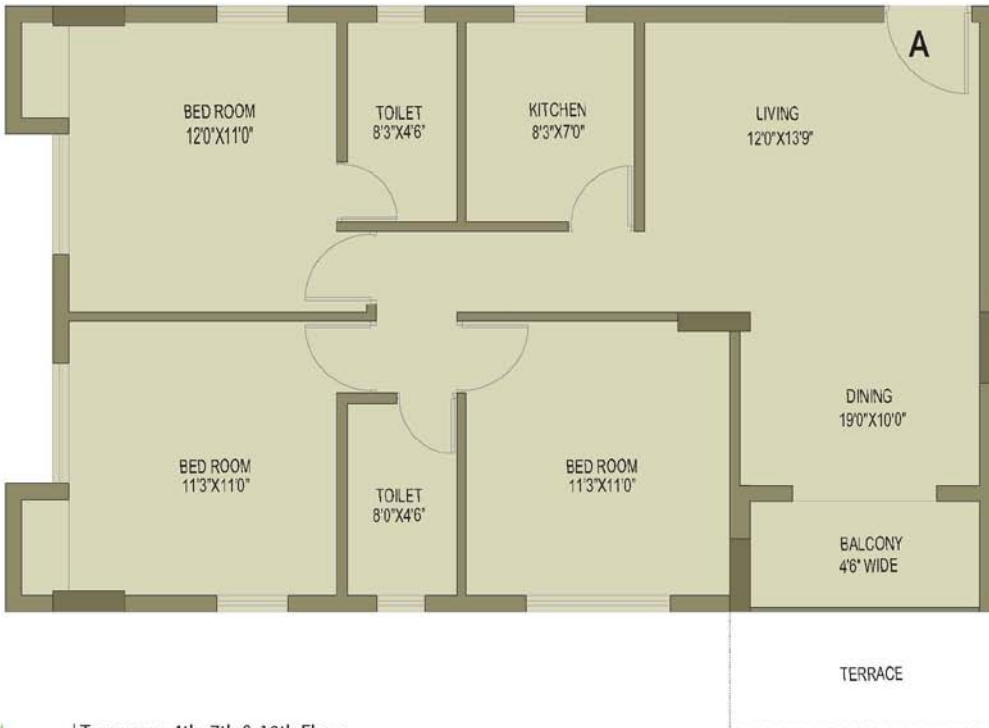 A
BED ROOM
12'0"X11'0"
TOILET
8'3"X4'6"
KITCHEN
8'3"X7'0"
LIVING
12'0"X13'9"
DINING
19'0"X10'0"
BED ROOM
11'3"X11'0"
TOILET
8'0"X4'6"
BED ROOM
11'3"X11'0"
BALCONY
4'6" WIDE
TERRACE